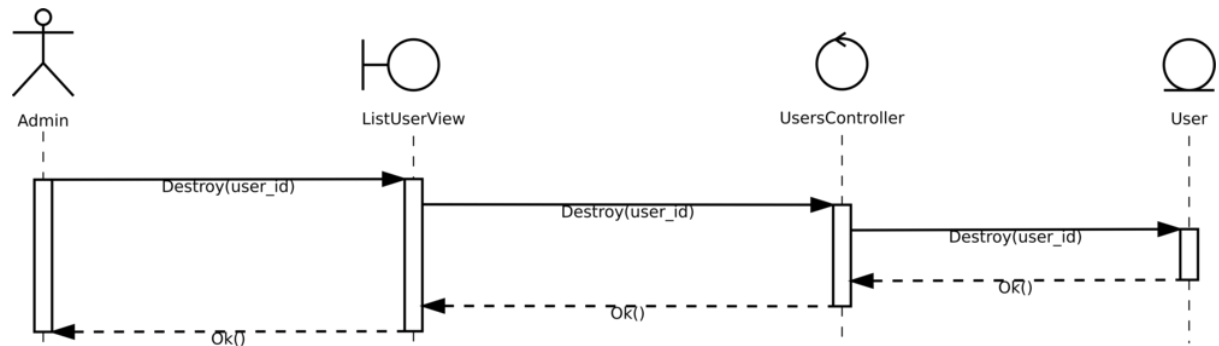 Admin
ListUserView
UsersController
User
Destroy(user_id)
Destroy(user_id)
Destroy(user_id)
Ok()
Ok()
Ok()